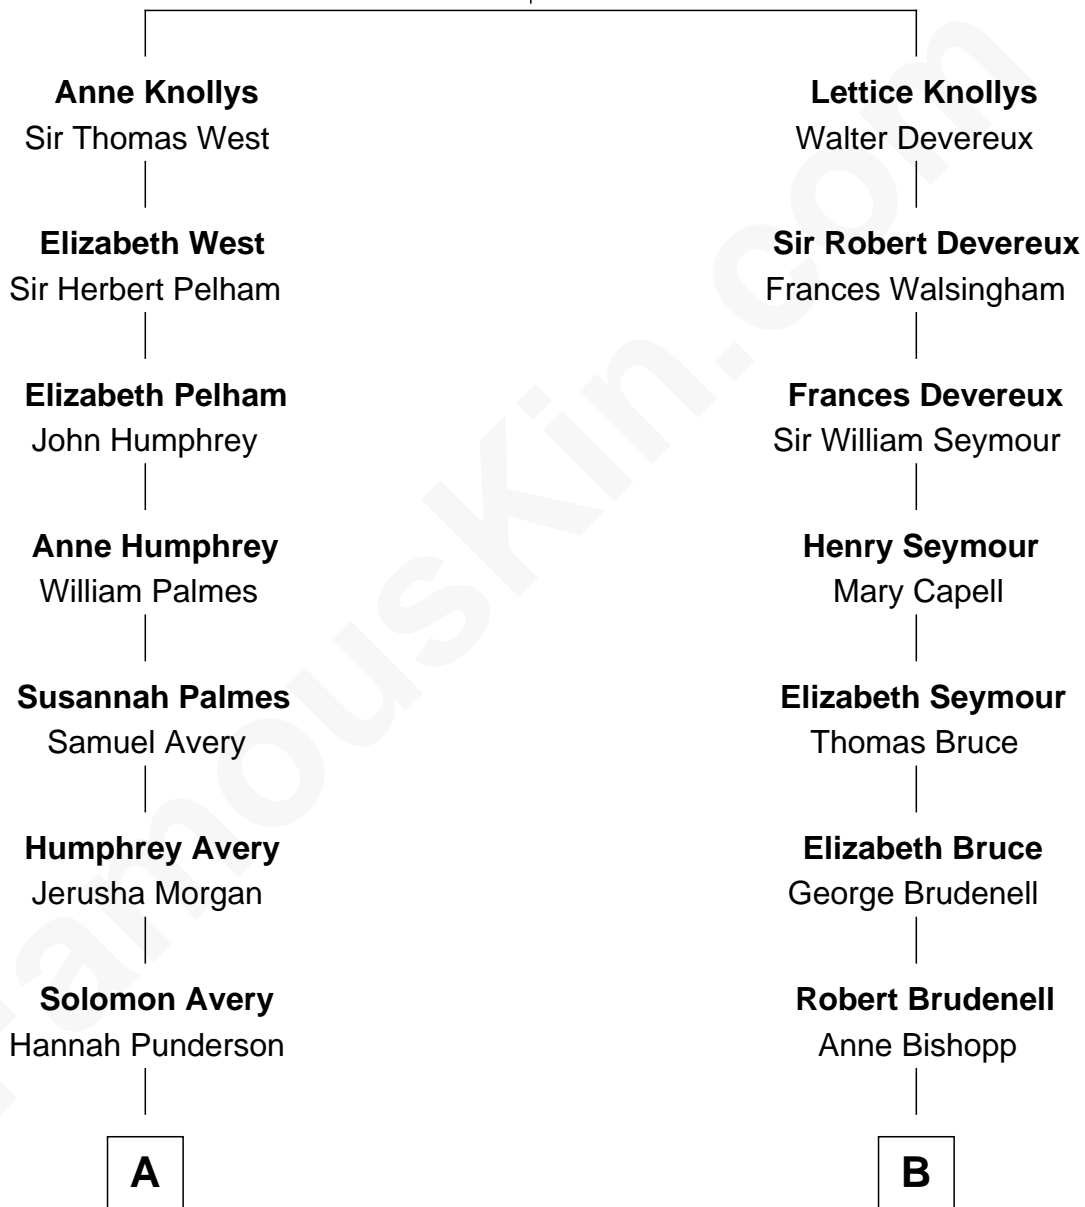 Anne Knollys
Sir Thomas West
Elizabeth West
Sir Herbert Pelham
Elizabeth Pelham
John Humphrey
Anne Humphrey
William Palmes
Susannah Palmes
Samuel Avery
Humphrey Avery
Jerusha Morgan
Solomon Avery
Hannah Punderson
A
Lettice Knollys
Walter Devereux
Sir Robert Devereux
Frances Walsingham
Frances Devereux
Sir William Seymour
Henry Seymour
Mary Capell
Elizabeth Seymour
Thomas Bruce
Elizabeth Bruce
George Brudenell
Robert Brudenell
Anne Bishopp
B
FamousKin.com